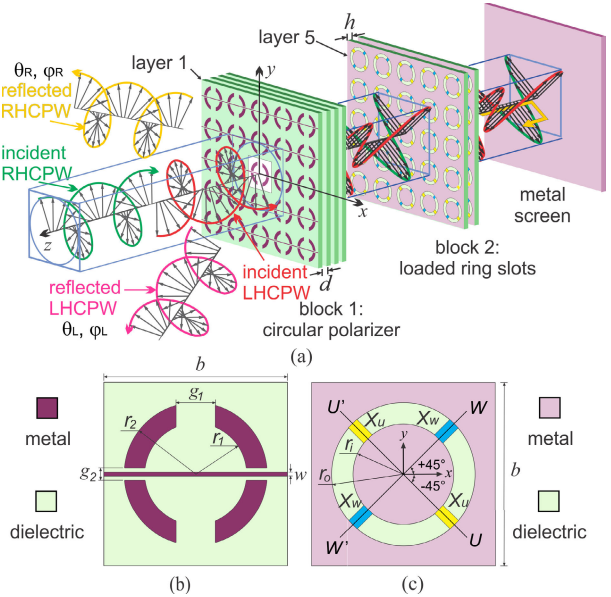 θR, φR
reflected
RHCPW
incident
RHCPW
layer 1
layer 5
h
y
x
z
d
incident
LHCPW
reflected
LHCPW
θL, φL
block 1:
circular polarizer
block 2:
loaded ring slots
metal
screen
(a)
b
g1
r2
r1
g2
w
metal
dielectric
(b)
U'
W
Xu
Xw
ri
ro
y
x
+45°
-45°
Xw
Xu
W'
U
b
metal
dielectric
(c)